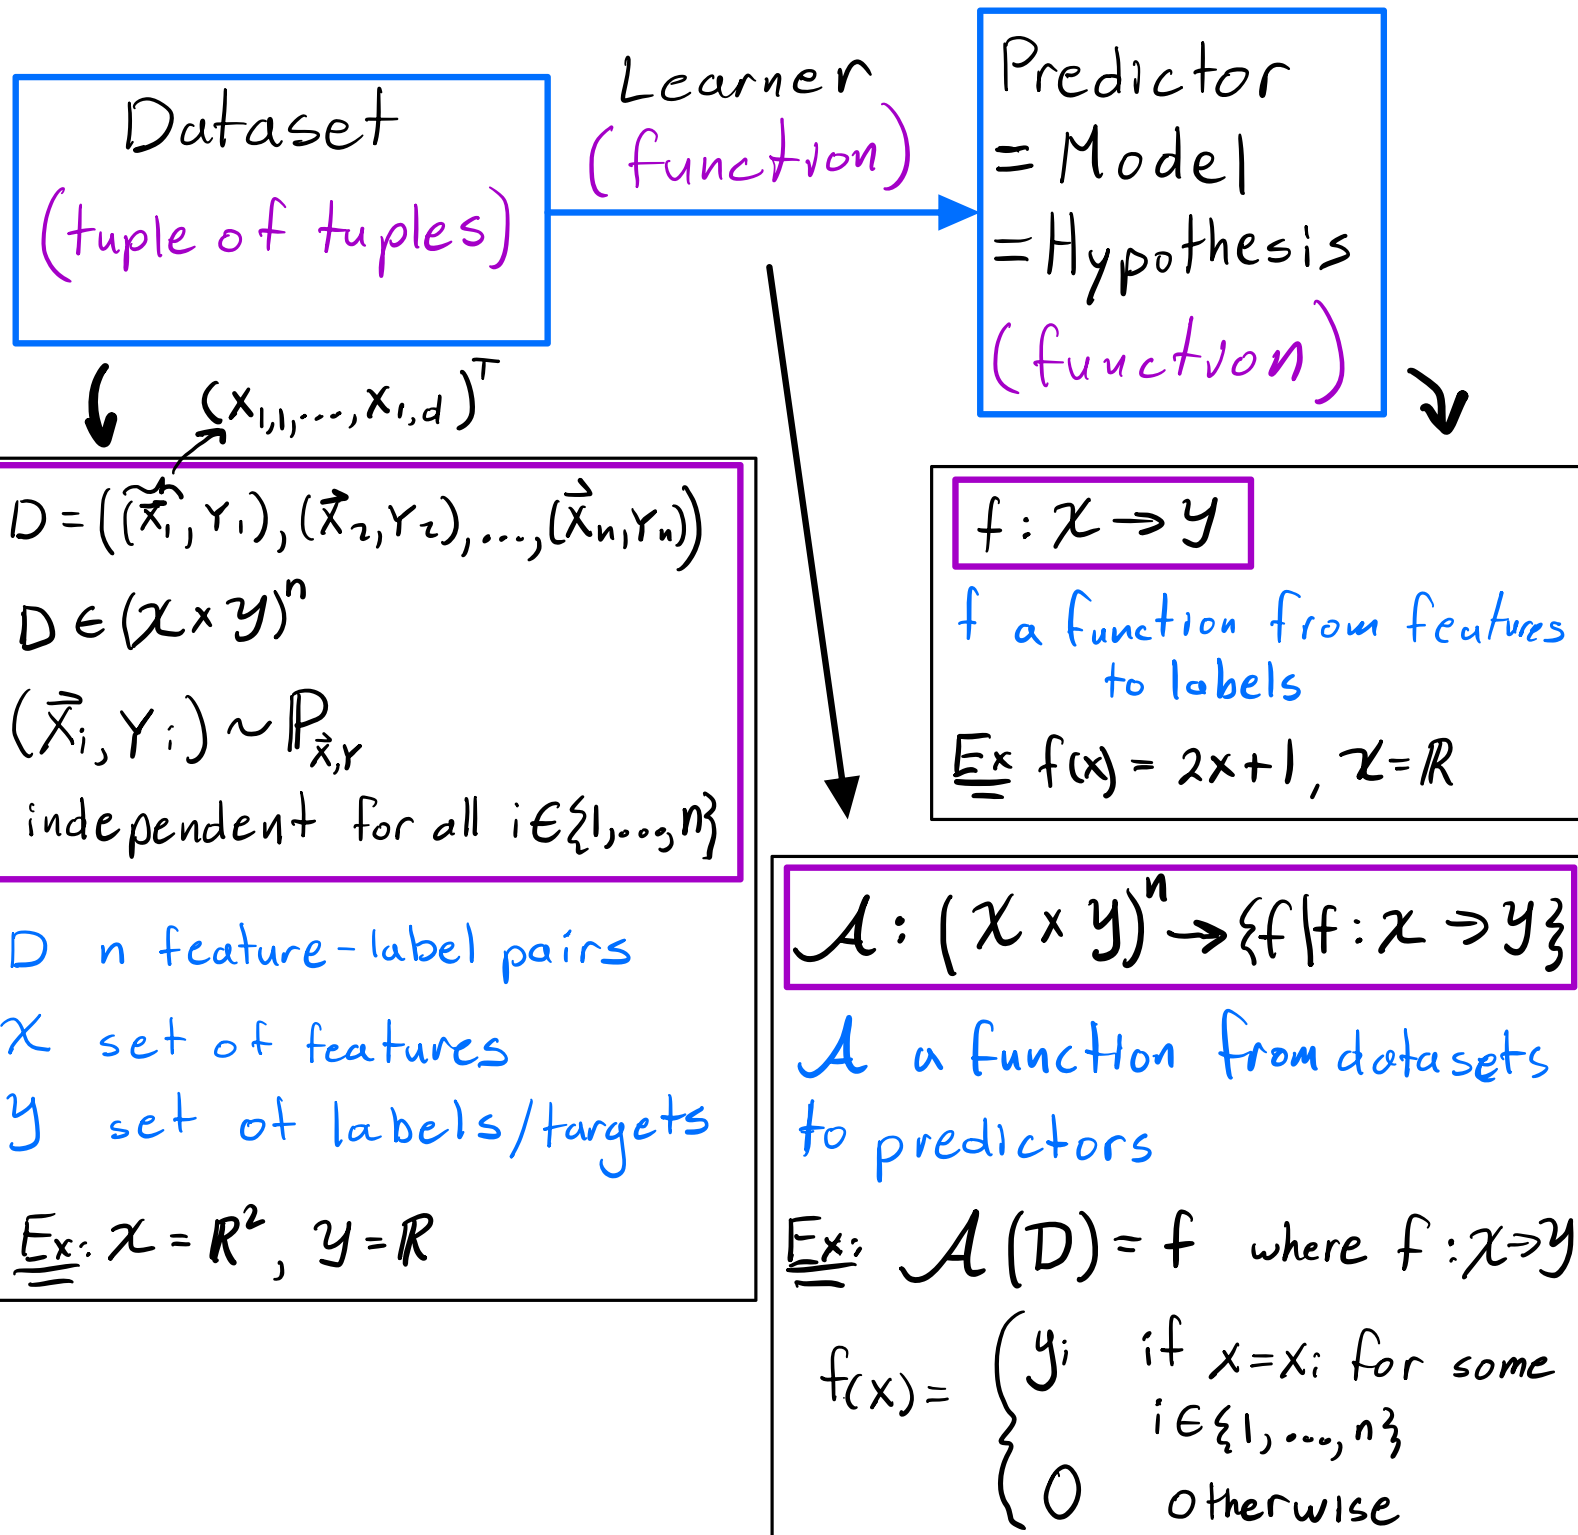 Dataset
(tuple of tuples)
Learner
(function)
Predictor
= Model
= Hypothesis
(function)
(x₁,₁, ..., x₁,d)ᵀ
D = ((X⃗₁, Y₁), (X⃗₂, Y₂), ..., (X⃗ₙ, Yₙ))
D ∈ (𝒳 × 𝒴)ⁿ
(X⃗ᵢ, Yᵢ) ~ ℙ_X⃗,Y
independent for all i ∈ {1, ..., n}
D n feature-label pairs
𝒳 set of features
𝒴 set of labels/targets
Ex: 𝒳 = ℝ², 𝒴 = ℝ
f : 𝒳 → 𝒴
f a function from features
to labels
Ex f(x) = 2x+1, 𝒳 = ℝ
𝒜 : (𝒳 × 𝒴)ⁿ → {f | f : 𝒳 → 𝒴}
𝒜 a function from datasets
to predictors
Ex: 𝒜(D) = f where f : 𝒳 → 𝒴
f(x) = { yᵢ if x = xᵢ for some
i ∈ {1, ..., n}
0 otherwise